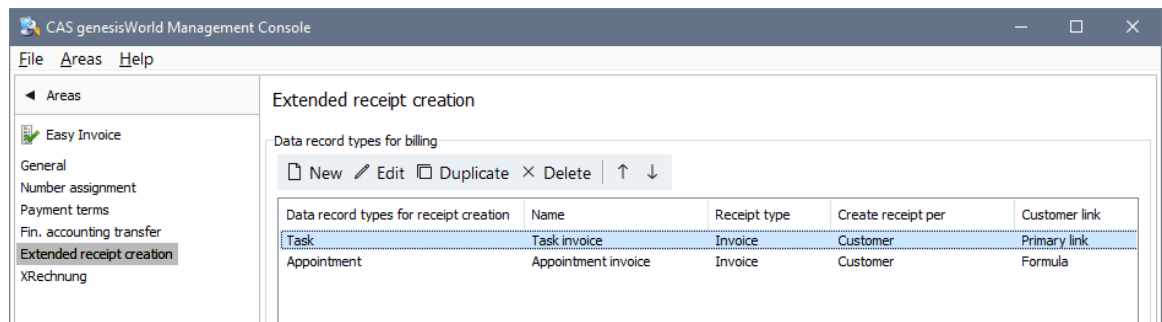 CAS genesisWorld Management Console
File Areas Help
Areas
Easy Invoice
General
Number assignment
Payment terms
Fin. accounting transfer
Extended receipt creation
XRechnung
Extended receipt creation
Data record types for billing
New Edit Duplicate Delete
Data record types for receipt creation Name Receipt type Create receipt per Customer link
Task Task invoice Invoice Customer Primary link
Appointment Appointment invoice Invoice Customer Formula